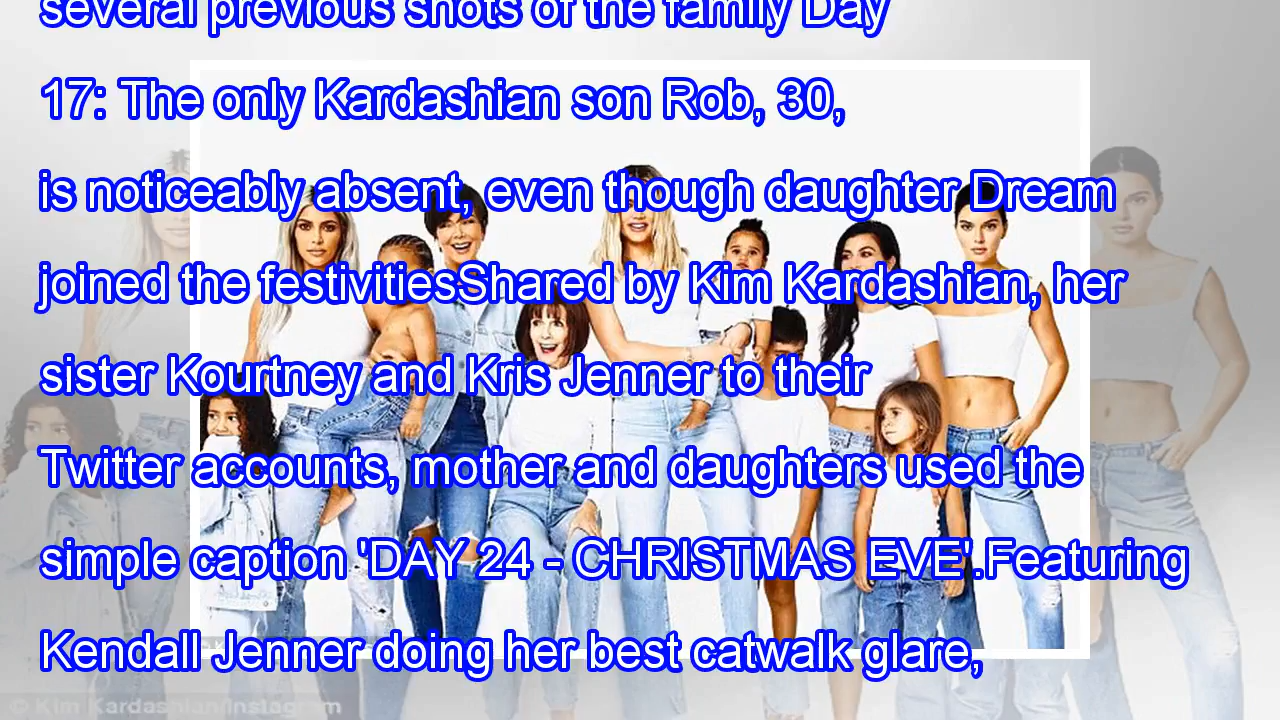 several previous shots of the family Day
17: The only Kardashian son Rob, 30,
is noticeably absent, even though daughter Dream
joined the festivitiesShared by Kim Kardashian, her
sister Kourtney and Kris Jenner to their
Twitter accounts, mother and daughters used the
simple caption 'DAY 24 - CHRISTMAS EVE'.Featuring
Kendall Jenner doing her best catwalk glare,
© Kim Kardashian/Instagram